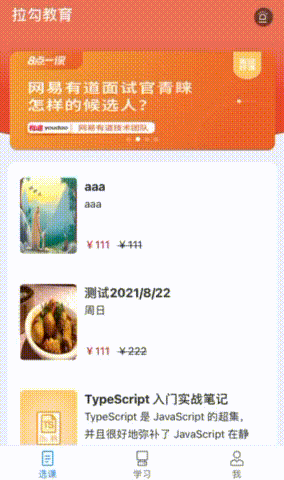 拉勾教育
8点一课
网易有道面试官青睐
怎样的候选人?
有道 youdao 网易有道技术团队
aaa
aaa
￥111 ￥111
测试2021/8/22
周日
￥111 ￥222
TypeScript 入门实战笔记
TypeScript 是 JavaScript 的超集,
并且很好地弥补了 JavaScript 在静
TS
选课 学习 我